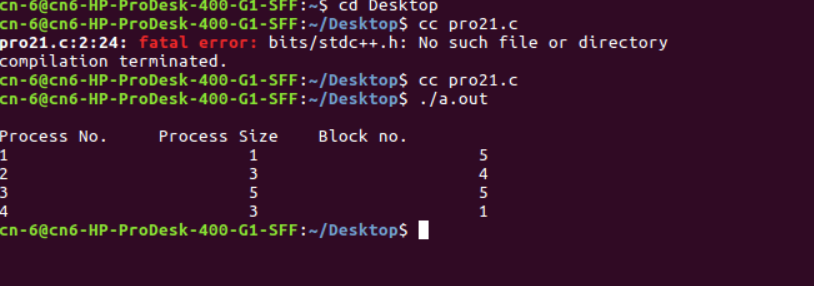 cn-6@cn6-HP-ProDesk-400-G1-SFF:~$ cd Desktop
cn-6@cn6-HP-ProDesk-400-G1-SFF:~/Desktop$ cc pro21.c
pro21.c:2:24: fatal error: bits/stdc++.h: No such file or directory
compilation terminated.
cn-6@cn6-HP-ProDesk-400-G1-SFF:~/Desktop$ cc pro21.c
cn-6@cn6-HP-ProDesk-400-G1-SFF:~/Desktop$ ./a.out
Process No. Process Size Block no.
1 1 5
2 3 4
3 5 5
4 3 1
cn-6@cn6-HP-ProDesk-400-G1-SFF:~/Desktop$